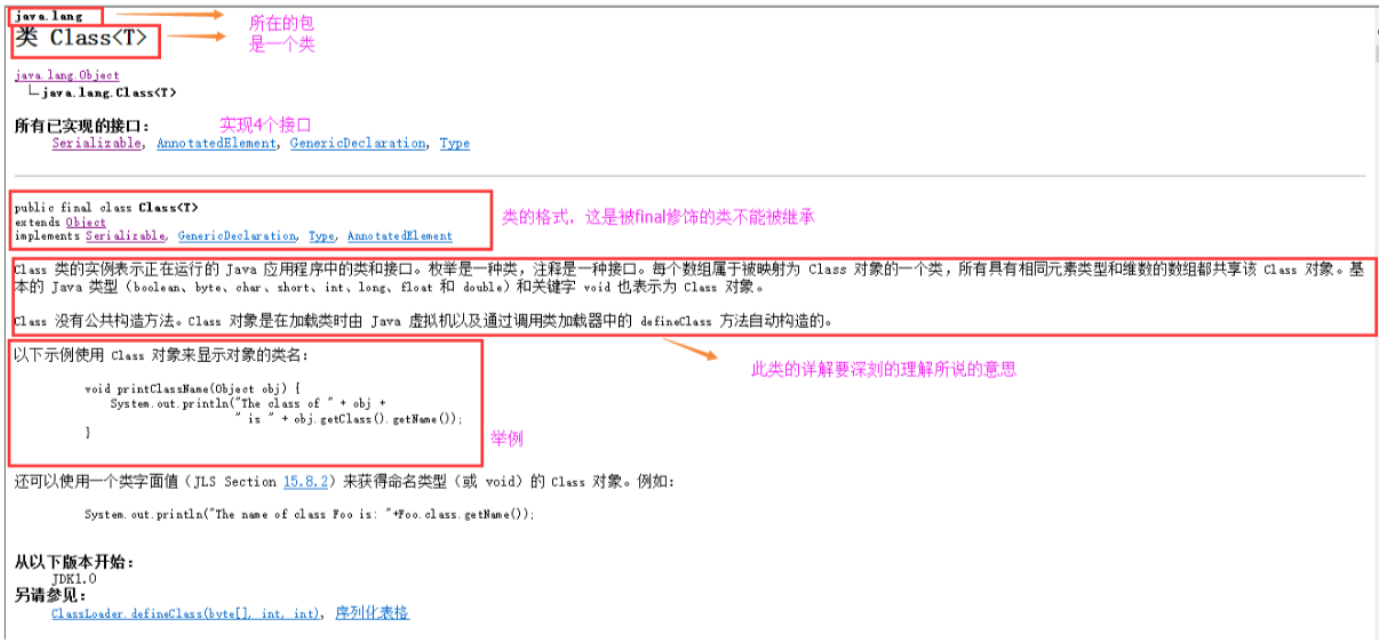 java.lang
所在的包
类 Class<T>
是一个类
java.lang.Object
└java.lang.Class<T>
所有已实现的接口：
实现4个接口
Serializable, AnnotatedElement, GenericDeclaration, Type
public final class Class<T>
extends Object
implements Serializable, GenericDeclaration, Type, AnnotatedElement
类的格式，这是被final修饰的类不能被继承
Class 类的实例表示正在运行的 Java 应用程序中的类和接口。枚举是一种类，注释是一种接口。每个数组属于被映射为 Class 对象的一个类，所有具有相同元素类型和维数的数组都共享该 Class 对象。基
本的 Java 类型（boolean、byte、char、short、int、long、float 和 double）和关键字 void 也表示为 Class 对象。
Class 没有公共构造方法。Class 对象是在加载类时由 Java 虚拟机以及通过调用类加载器中的 defineClass 方法自动构造的。
以下示例使用 Class 对象来显示对象的类名：
此类的详解要深刻的理解所说的意思
void printClassName(Object obj) {
System.out.println("The class of " + obj +
" is " + obj.getClass().getName());
}
举例
还可以使用一个类字面值（JLS Section 15.8.2）来获得命名类型（或 void）的 Class 对象。例如：
System.out.println("The name of class Foo is: "+Foo.class.getName());
从以下版本开始：
JDK1.0
另请参见：
ClassLoader.defineClass(byte[], int, int), 序列化表格